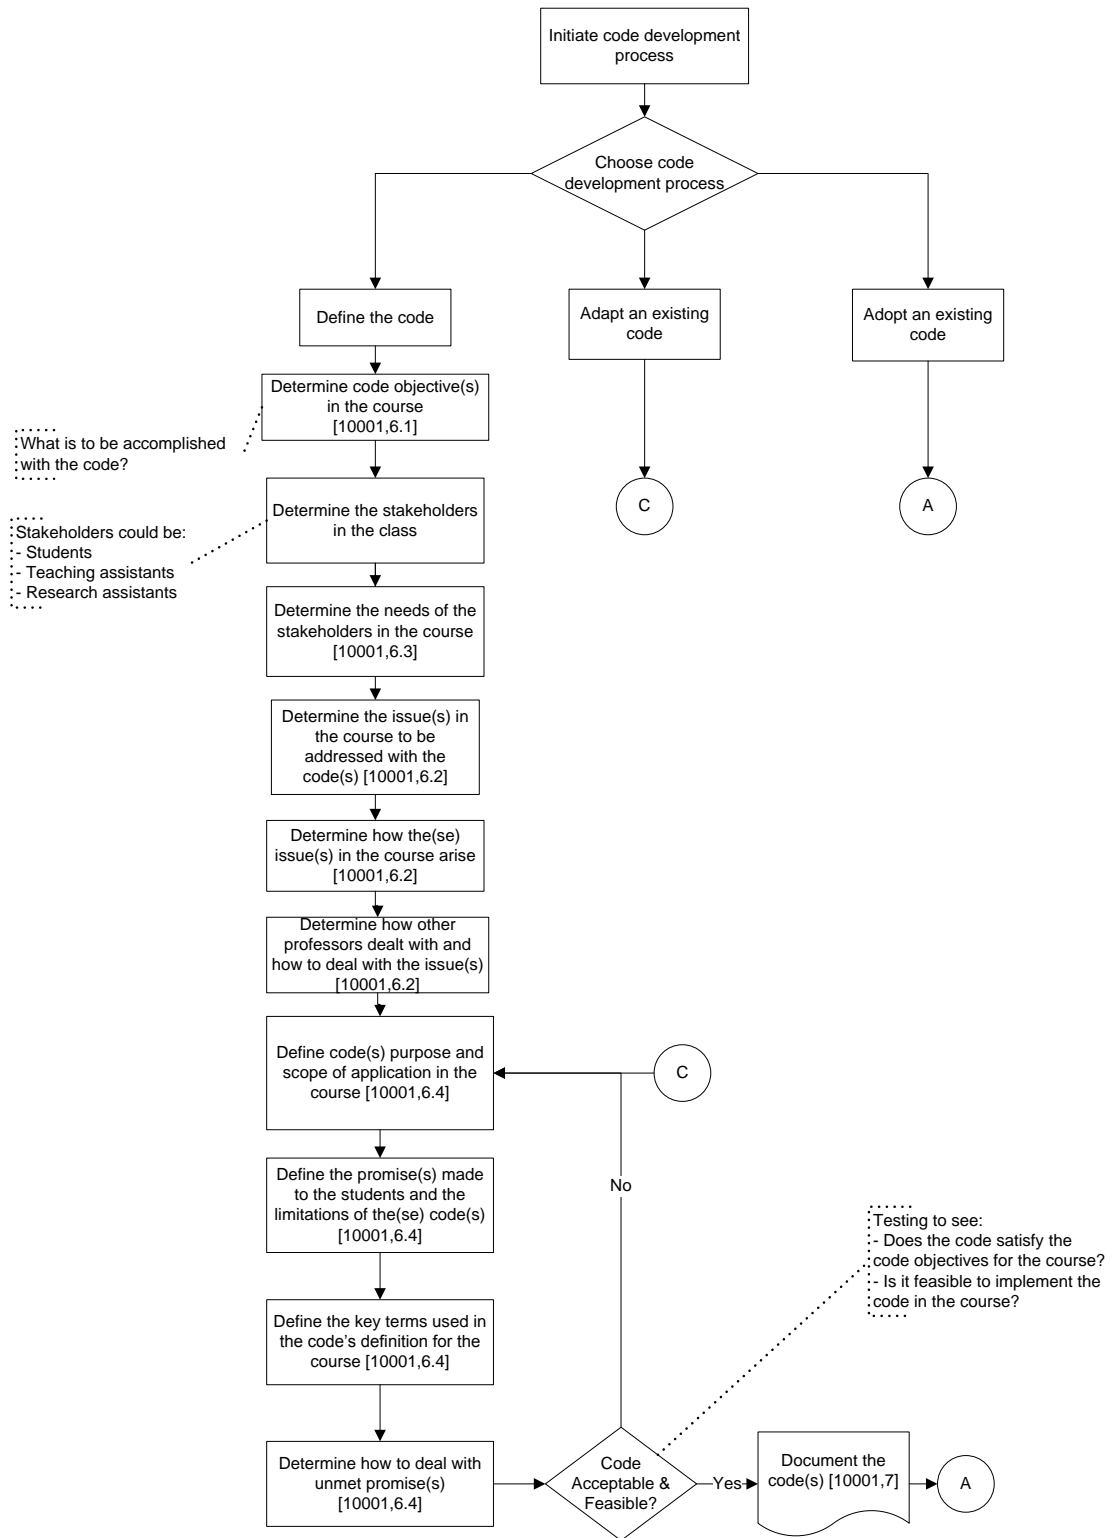 Initiate code development
process
Choose code
development process
Define the code
Adapt an existing
code
Adopt an existing
code
Determine code objective(s)
in the course
[10001,6.1]
What is to be accomplished
with the code?
C
A
Determine the stakeholders
in the class
Stakeholders could be:
- Students
- Teaching assistants
- Research assistants
Determine the needs of the
stakeholders in the course
[10001,6.3]
Determine the issue(s) in
the course to be
addressed with the
code(s) [10001,6.2]
Determine how the(se)
issue(s) in the course arise
[10001,6.2]
Determine how other
professors dealt with and
how to deal with the issue(s)
[10001,6.2]
Define code(s) purpose and
scope of application in the
course [10001,6.4]
C
Define the promise(s) made
to the students and the
limitations of the(se) code(s)
[10001,6.4]
No
Testing to see:
- Does the code satisfy the
code objectives for the course?
- Is it feasible to implement the
code in the course?
Define the key terms used in
the code's definition for the
course [10001,6.4]
Determine how to deal with
unmet promise(s)
[10001,6.4]
Code
Acceptable &
Feasible?
Yes
Document the
code(s) [10001,7]
A